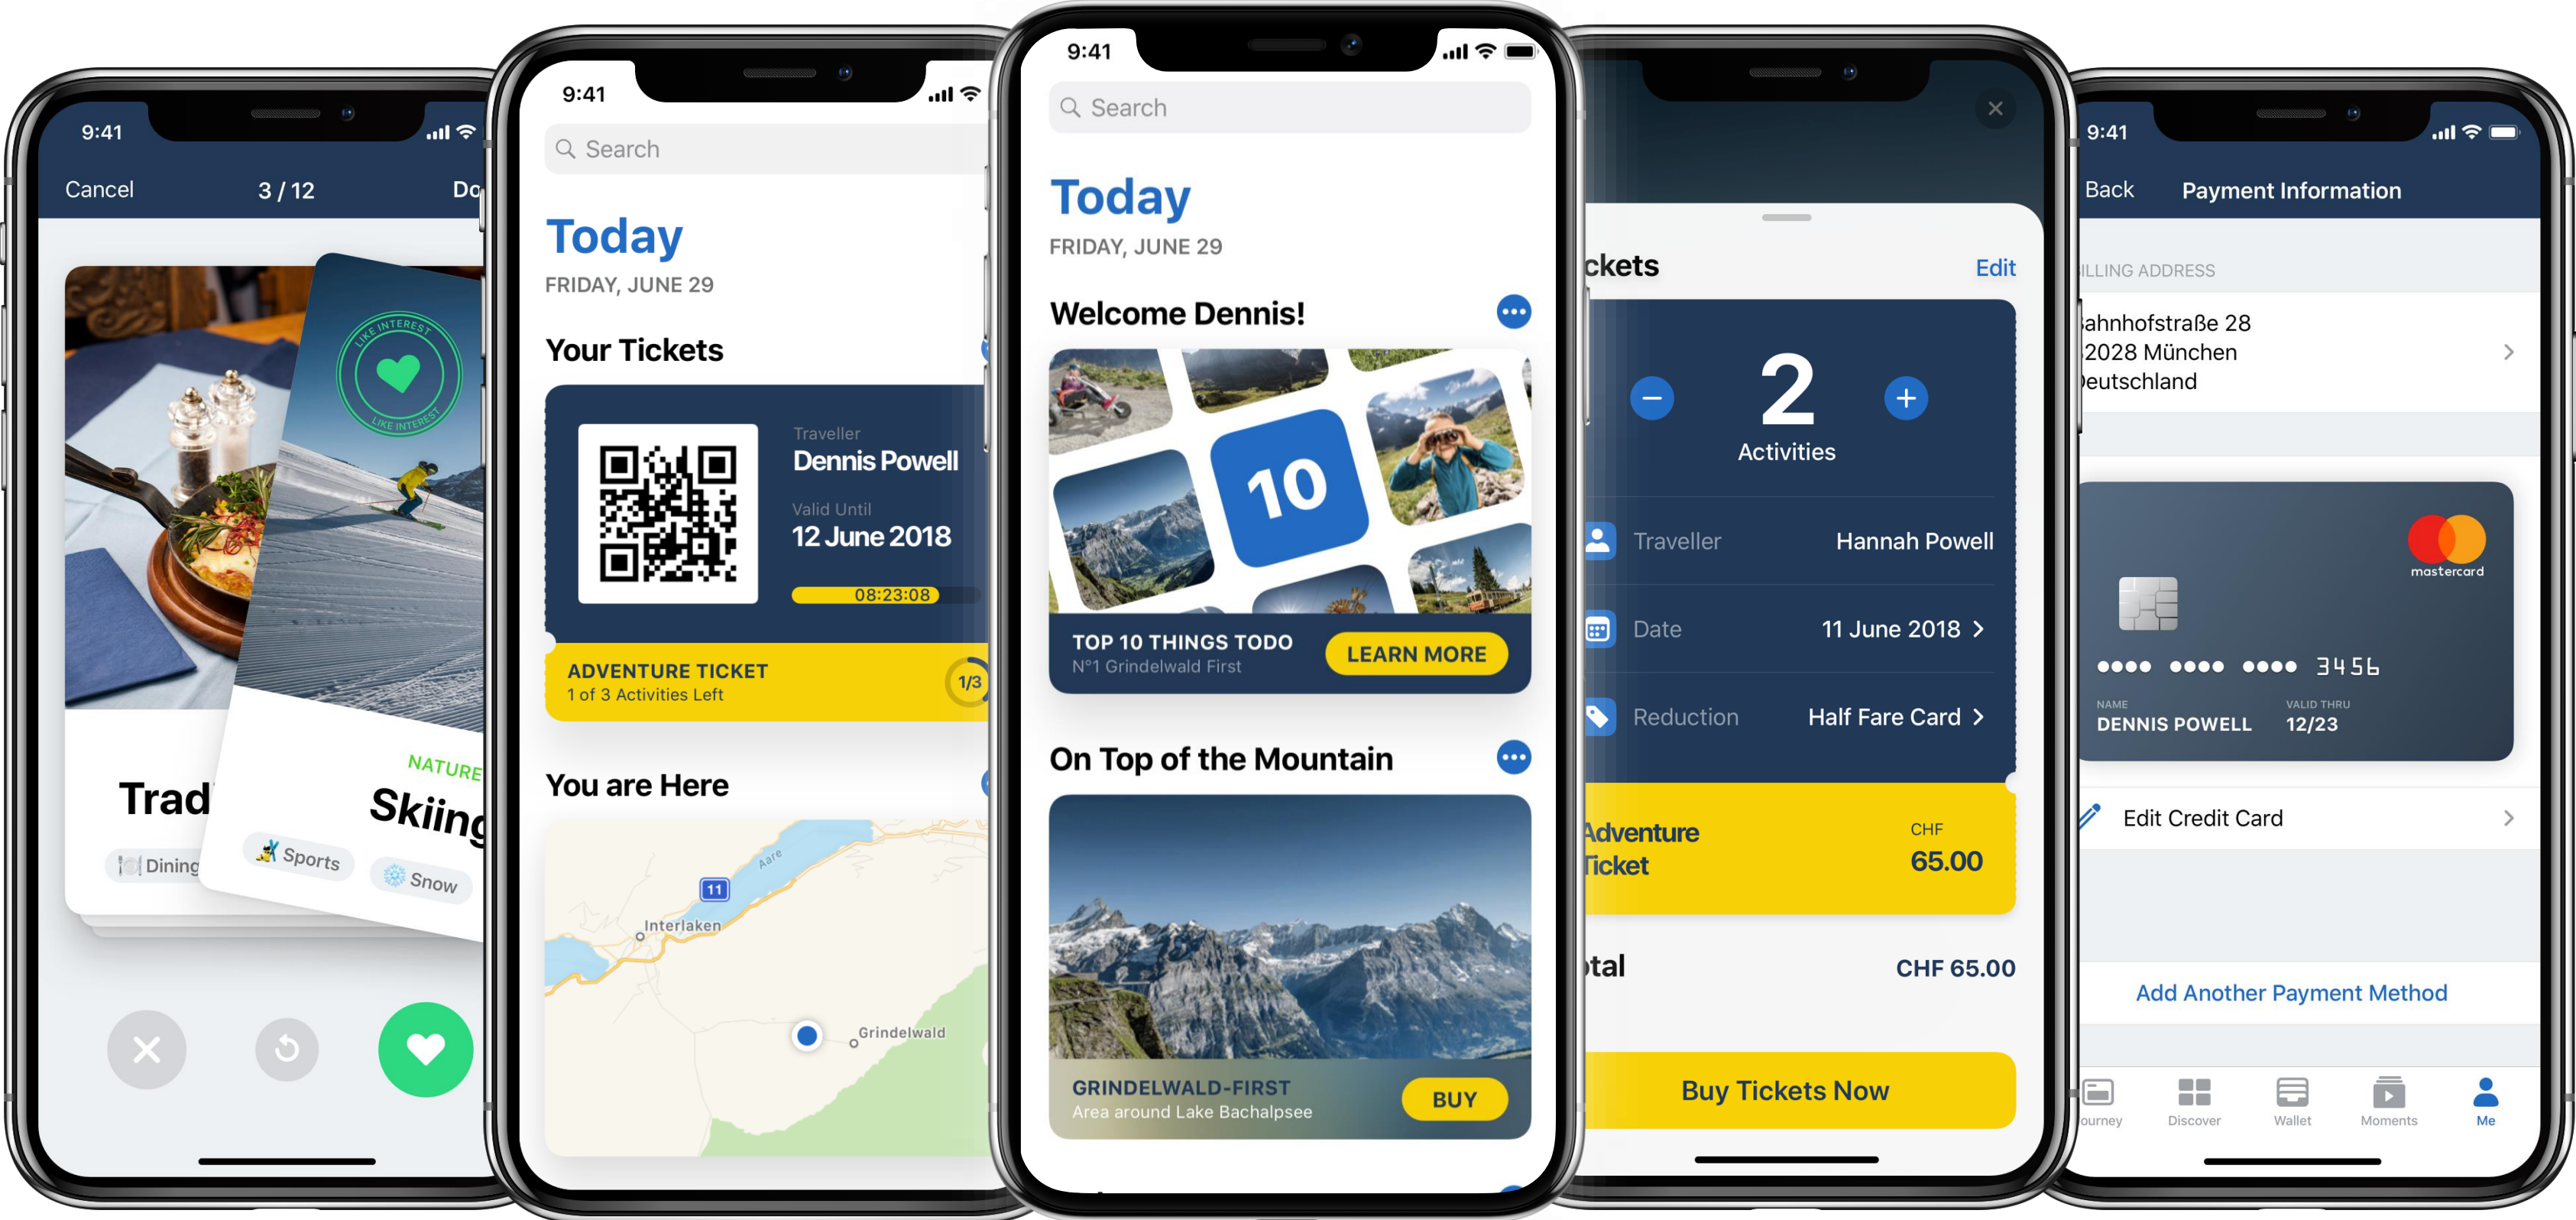 9:41
Cancel
3 / 12
LIKE INTEREST
LIKE INTEREST
NATURE
Skiing
Dining
Sports
Snow
9:41
Search
Today
FRIDAY, JUNE 29
Your Tickets
Traveller
Dennis Powell
Valid Until
12 June 2018
08:23:08
ADVENTURE TICKET
1 of 3 Activities Left
1/3
You are Here
Aare
11
Interlaken
Grindelwald
9:41
Search
Today
FRIDAY, JUNE 29
Welcome Dennis!
10
TOP 10 THINGS TODO
N°1 Grindelwald First
LEARN MORE
On Top of the Mountain
GRINDELWALD-FIRST
Area around Lake Bachalpsee
BUY
ckets
Edit
2
Activities
Traveller
Hannah Powell
Date
11 June 2018
Reduction
Half Fare Card
Adventure
Ticket
CHF
65.00
otal
CHF 65.00
Buy Tickets Now
9:41
Back
Payment Information
ILLING ADDRESS
ahnhofstraße 28
2028 München
eutschland
mastercard
3456
NAME
DENNIS POWELL
VALID THRU
12/23
Edit Credit Card
Add Another Payment Method
ourney
Discover
Wallet
Moments
Me